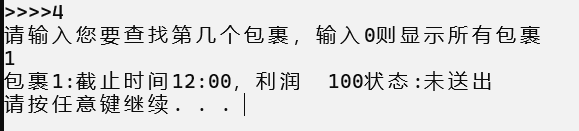 >>>>4
请输入您要查找第几个包裹，输入0则显示所有包裹
1
包裹1:截止时间12:00，利润  100状态:未送出
请按任意键继续. . .